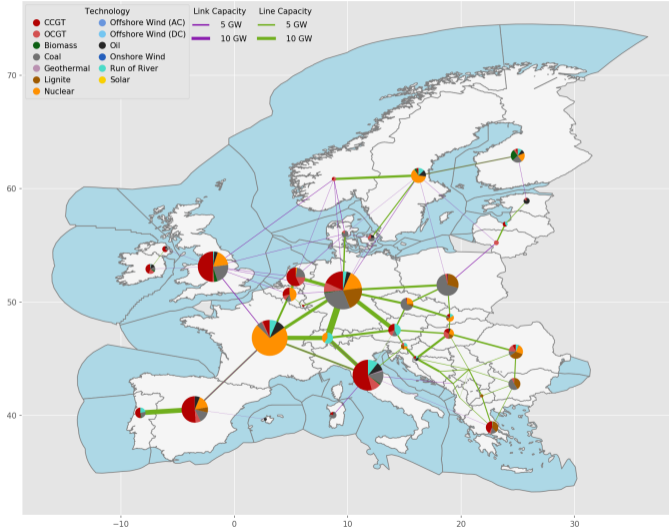 Technology
CCGT
OCGT
Biomass
Coal
Geothermal
Lignite
Nuclear
Offshore Wind (AC)
Offshore Wind (DC)
Oil
Onshore Wind
Run of River
Solar
Link Capacity
5 GW
10 GW
Line Capacity
5 GW
10 GW
70
60
50
40
−10
0
10
20
30